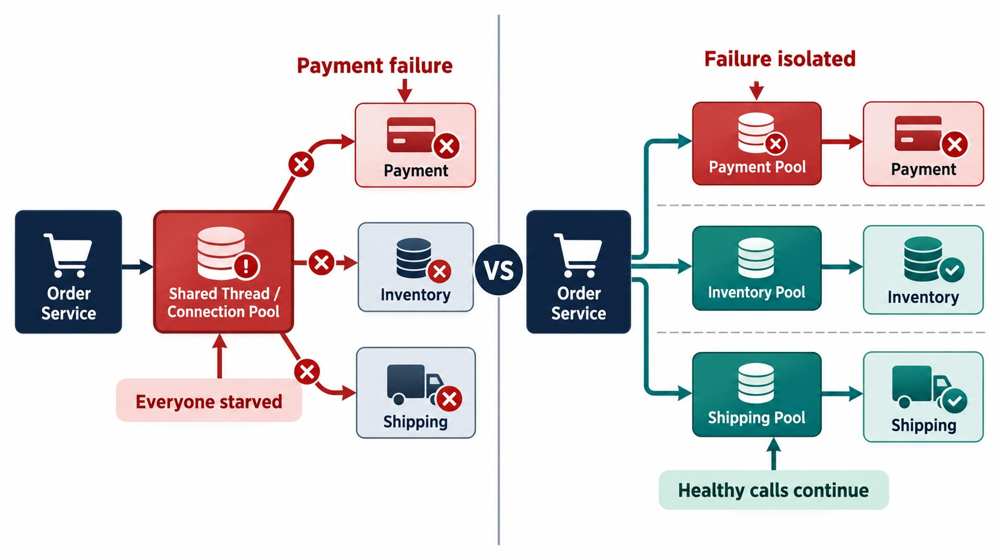 Payment failure
Payment
Order
Service
Shared Thread /
Connection Pool
Inventory
Everyone starved
Shipping
VS
Failure isolated
Payment Pool
Payment
Order
Service
Inventory Pool
Inventory
Shipping Pool
Shipping
Healthy calls continue